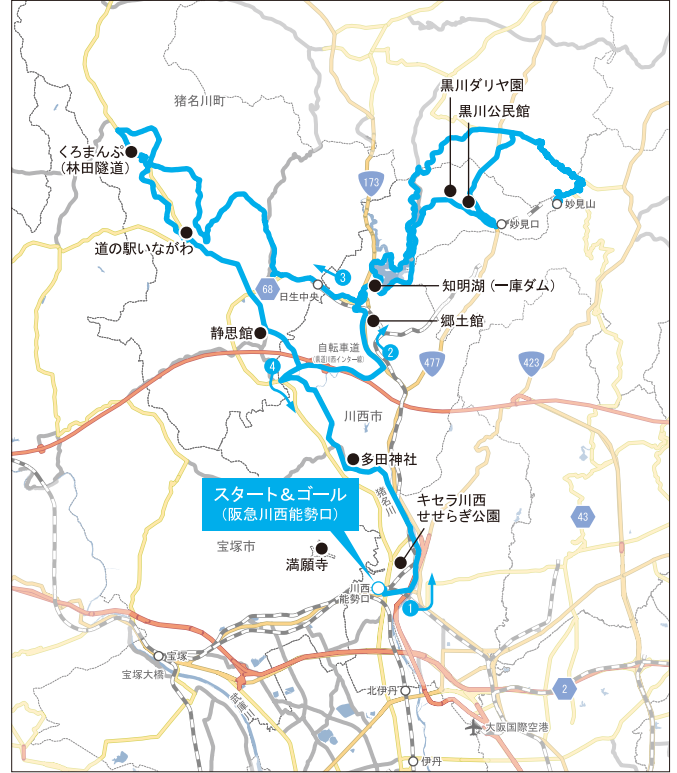 黒川ダリヤ園
黒川公民館
猪名川町
くろまんぷ
(林田隧道)
173
妙見山
妙見口
道の駅いながわ
3
68
日生中央
知明湖(一庫ダム)
郷土館
静思館
自転車道
2
477
423
4
川西市
多田神社
猪名川
スタート&ゴール
(阪急川西能勢口)
キセラ川西
せせらぎ公園
43
宝塚市
満願寺
川西
能勢口
1
宝塚
宝塚大橋
武庫川
北伊丹
2
大阪国際空港
伊丹